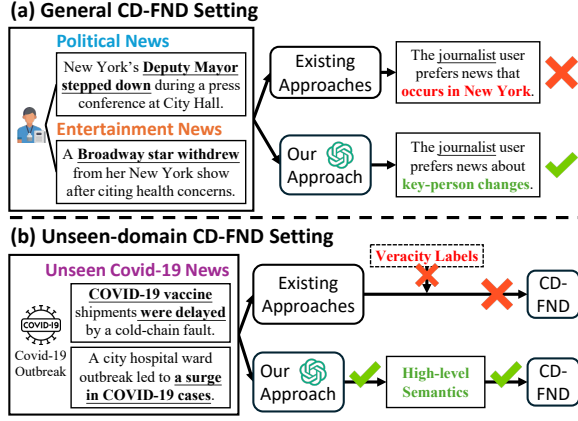 (a) General CD-FND Setting
Political News
New York's Deputy Mayor
stepped down during a press
conference at City Hall.
Entertainment News
A Broadway star withdrew
from her New York show
after citing health concerns.
Existing
Approaches
The journalist user
prefers news that
occurs in New York.
Our
Approach
The journalist user
prefers news about
key-person changes.
(b) Unseen-domain CD-FND Setting
Unseen Covid-19 News
COVID-19
Covid-19
Outbreak
COVID-19 vaccine
shipments were delayed
by a cold-chain fault.
A city hospital ward
outbreak led to a surge
in COVID-19 cases.
Existing
Approaches
Veracity Labels
CD-
FND
Our
Approach
High-level
Semantics
CD-
FND